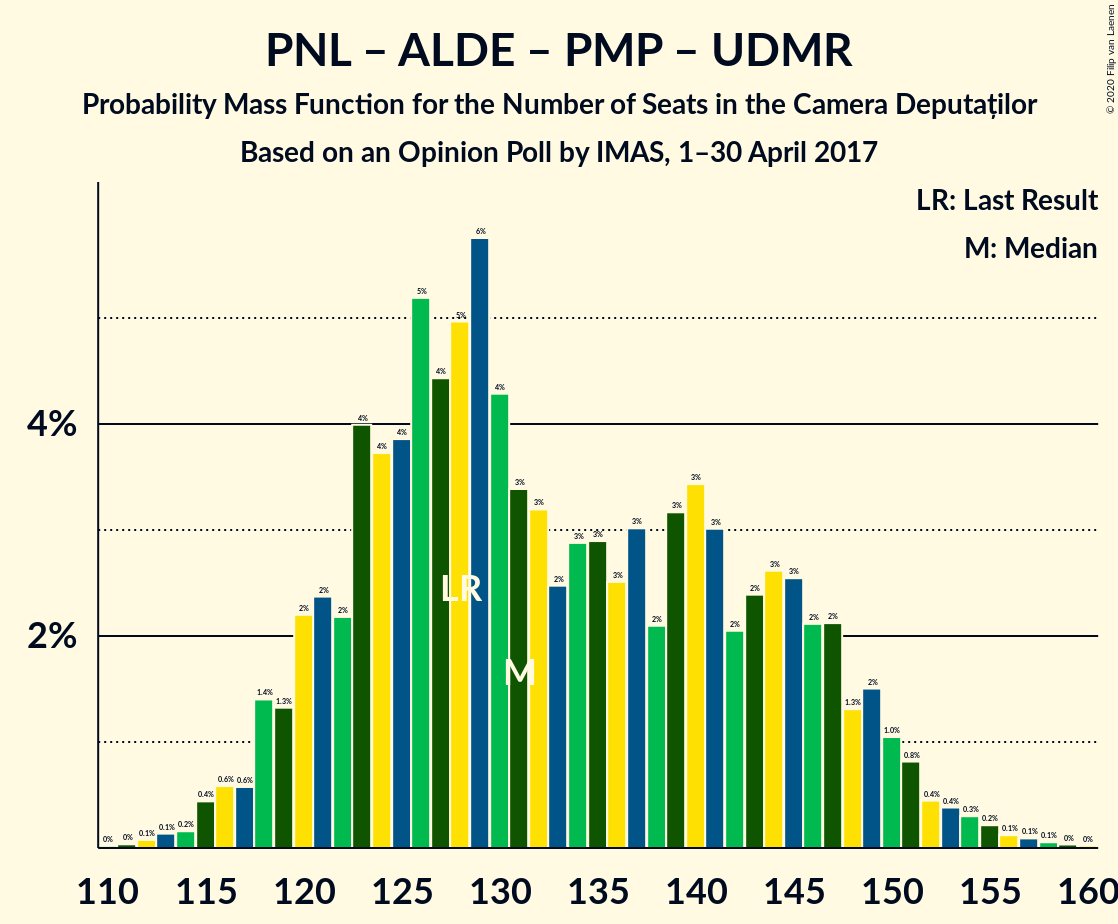 PNL – ALDE – PMP – UDMR
Probability Mass Function for the Number of Seats in the Camera Deputaților
Based on an Opinion Poll by IMAS, 1–30 April 2017
© 2020 Filip van Laenen
LR: Last Result
M: Median
4%
2%
0% 0% 0.1% 0.1% 0.2% 0.4% 0.6% 0.6% 1.4% 1.3% 2% 2% 2% 4% 4% 4% 5% 4% 5% 6% 4% 3% 3% 2% 3% 3% 3% 3% 2% 3% 3% 3% 2% 2% 3% 3% 2% 2% 1.3% 2% 1.0% 0.8% 0.4% 0.4% 0.3% 0.2% 0.1% 0.1% 0.1% 0% 0%
LR
M
110 115 120 125 130 135 140 145 150 155 160